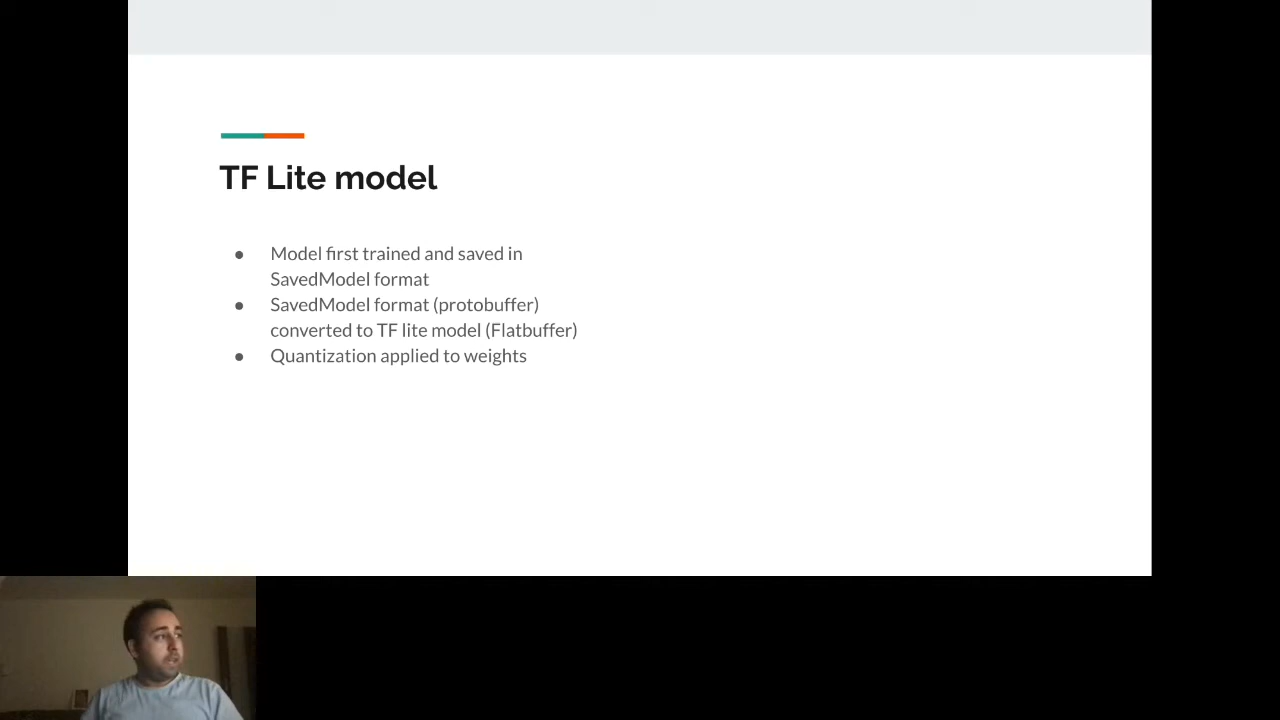 TF Lite model
● Model first trained and saved in
SavedModel format
● SavedModel format (protobuffer)
converted to TF lite model (Flatbuffer)
● Quantization applied to weights